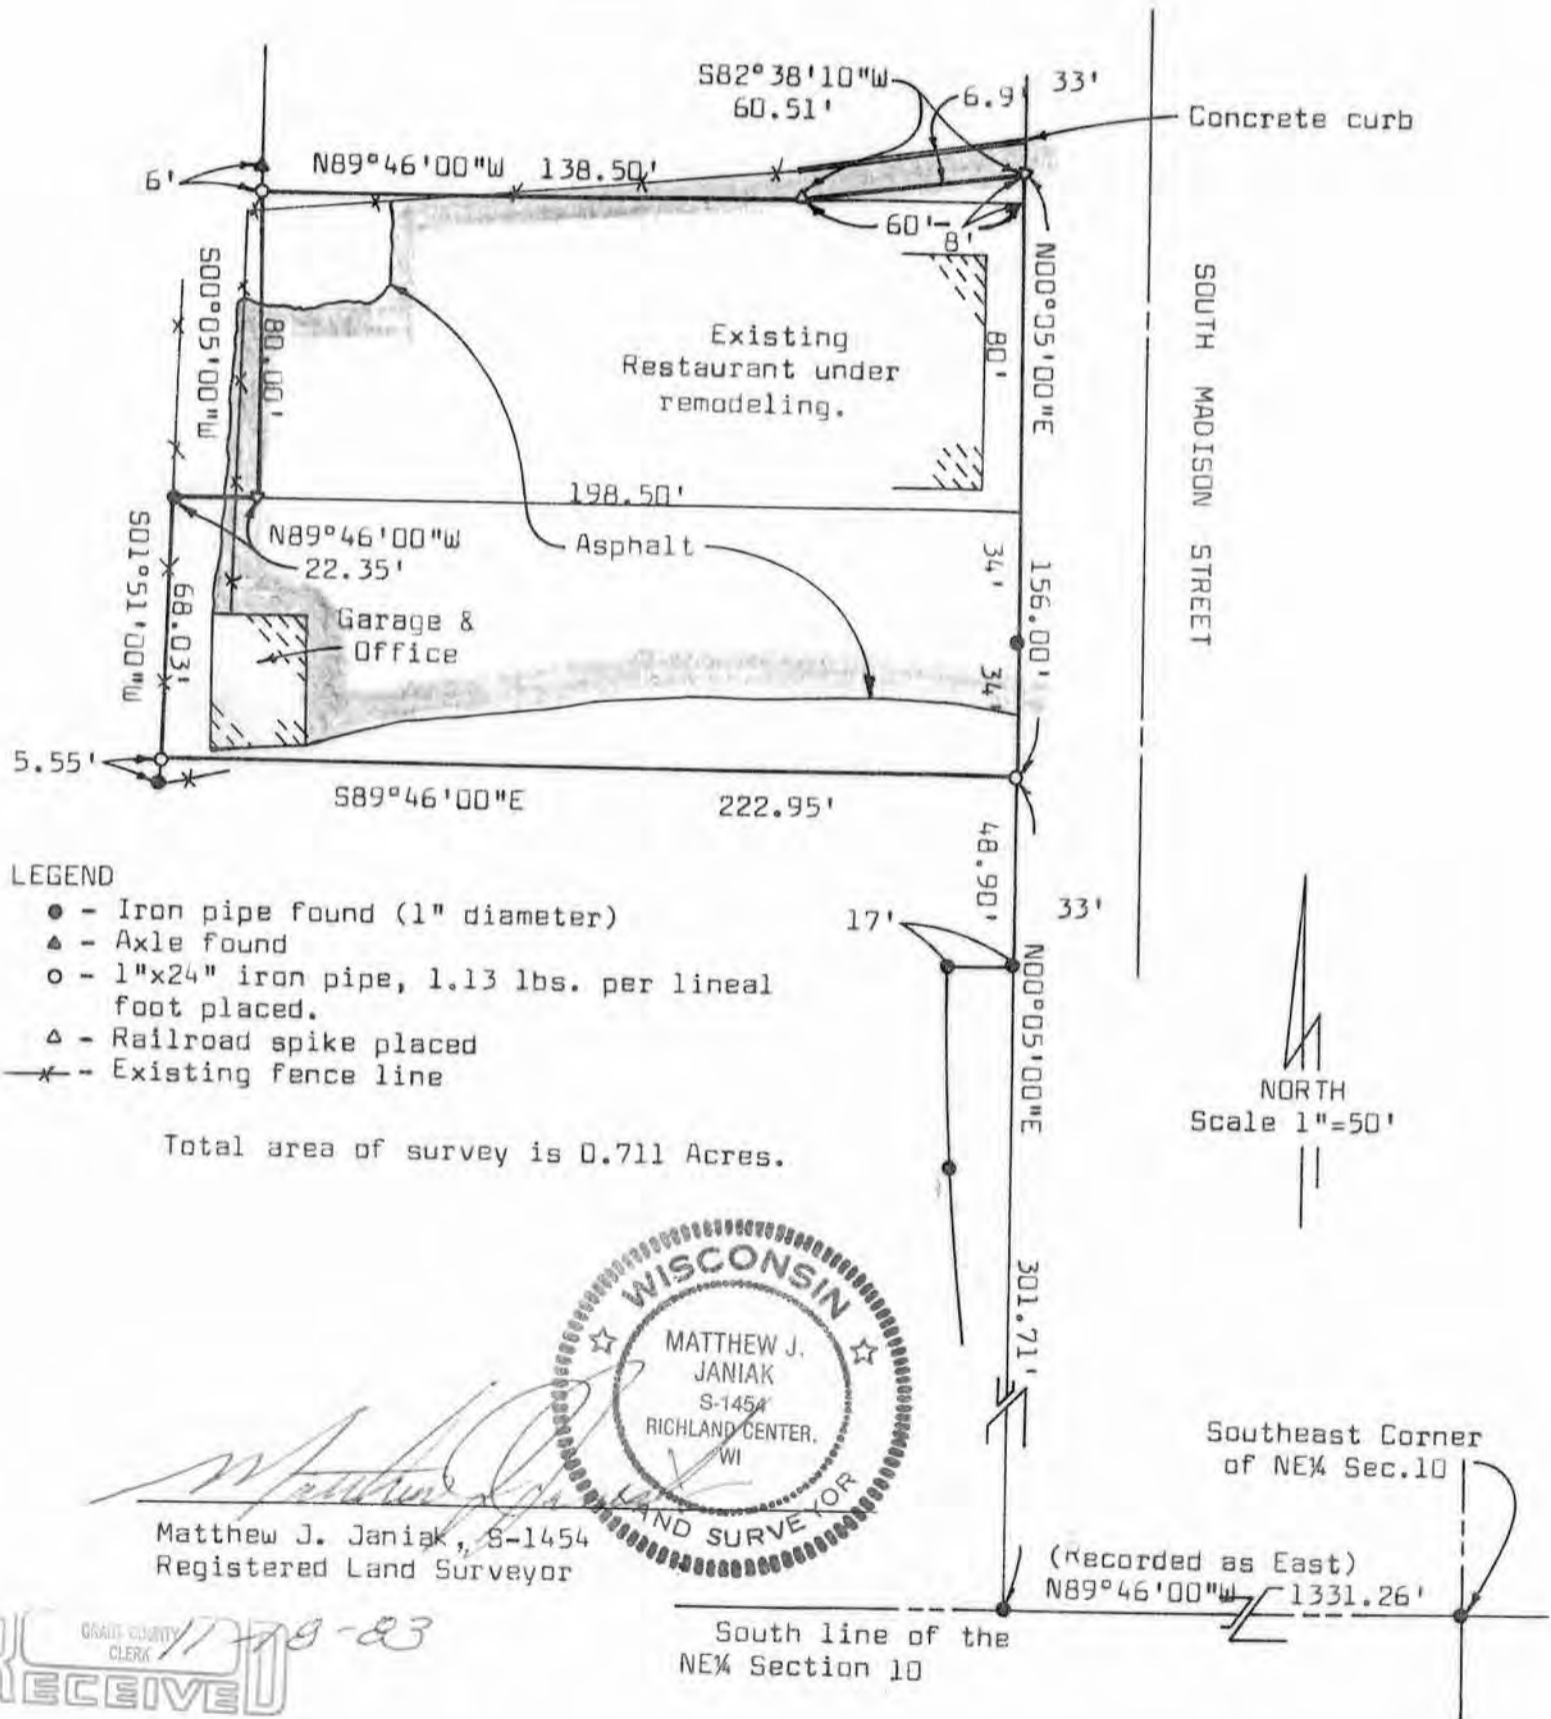 S82°38'10"W
60.51'
6.9'
33'
Concrete curb
N89°46'00"W 138.50'
6'
60'
8'
S00°05'00"W
80.00'
N00°05'00"E
80'
Existing
Restaurant under
remodeling.
SOUTH MADISON STREET
198.50'
N89°46'00"W
22.35'
Asphalt
34'
156.00'
S01°51'00"W
68.03'
Garage &
Office
34'
5.55'
S89°46'00"E 222.95'
48.90'
LEGEND
● - Iron pipe found (1" diameter)
▲ - Axle found
o - 1"x24" iron pipe, 1.13 lbs. per lineal
foot placed.
△ - Railroad spike placed
—x— - Existing fence line
17'
33'
N00°05'00"E
NORTH
Scale 1"=50'
Total area of survey is 0.711 Acres.
301.71'
WISCONSIN
MATTHEW J.
JANIAK
S-1454
RICHLAND CENTER,
WI
LAND SURVEYOR
Southeast Corner
of NE¼ Sec.10
Matthew J. Janiak, S-1454
Registered Land Surveyor
(Recorded as East)
N89°46'00"W 1331.26'
South line of the
NE¼ Section 10
GRANT COUNTY
CLERK
RECEIVED